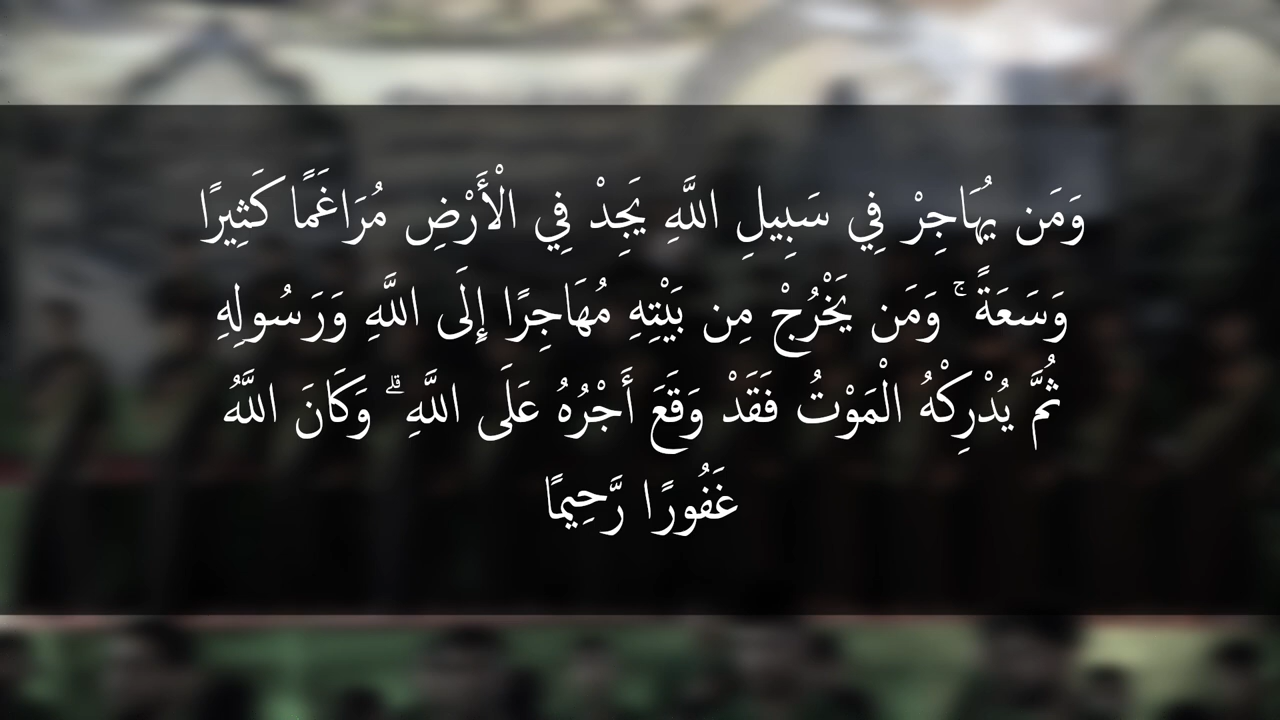 وَمَن يُهَاجِرْ فِي سَبِيلِ اللَّهِ يَجِدْ فِي الْأَرْضِ مُرَاغَمًا كَثِيرًا
وَسَعَةً ۚ وَمَن يَخْرُجْ مِن بَيْتِهِ مُهَاجِرًا إِلَى اللَّهِ وَرَسُولِهِ
ثُمَّ يُدْرِكْهُ الْمَوْتُ فَقَدْ وَقَعَ أَجْرُهُ عَلَى اللَّهِ ۗ وَكَانَ اللَّهُ
غَفُورًا رَّحِيمًا